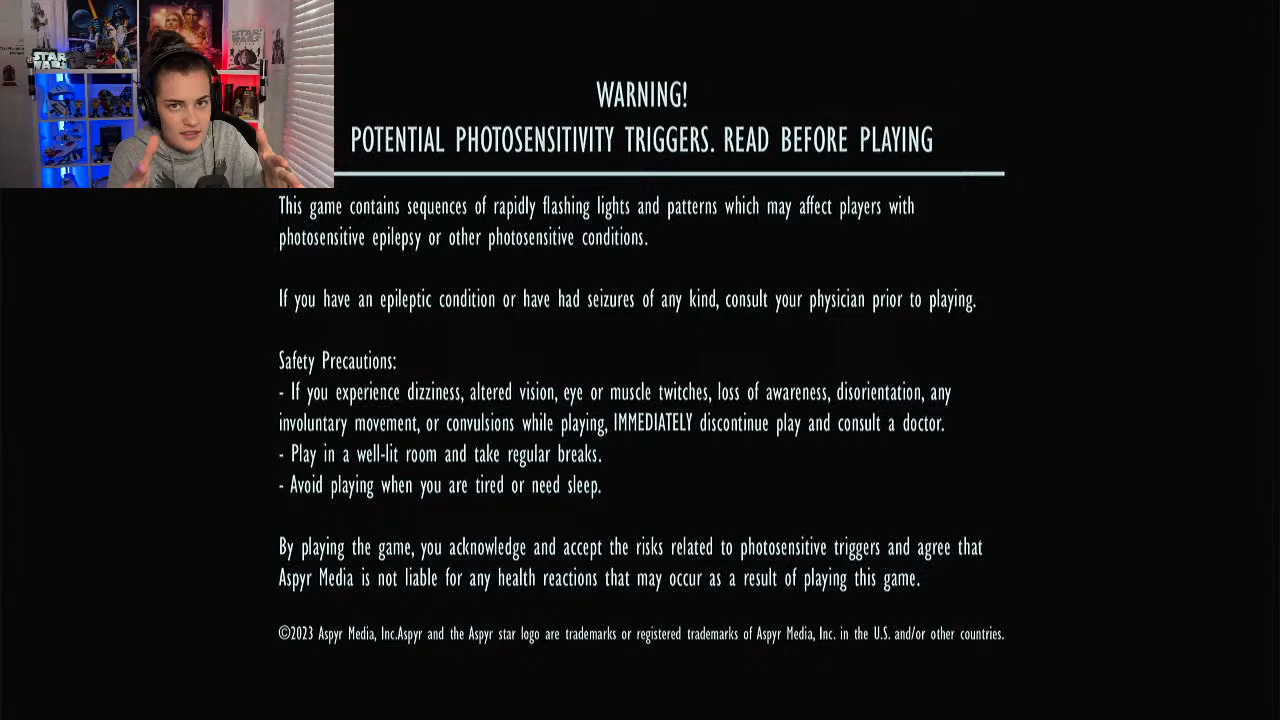 STAR
WARS
STAR
WARS
WARNING!
POTENTIAL PHOTOSENSITIVITY TRIGGERS. READ BEFORE PLAYING
This game contains sequences of rapidly flashing lights and patterns which may affect players with
photosensitive epilepsy or other photosensitive conditions.
If you have an epileptic condition or have had seizures of any kind, consult your physician prior to playing.
Safety Precautions:
- If you experience dizziness, altered vision, eye or muscle twitches, loss of awareness, disorientation, any
involuntary movement, or convulsions while playing, IMMEDIATELY discontinue play and consult a doctor.
- Play in a well-lit room and take regular breaks.
- Avoid playing when you are tired or need sleep.
By playing the game, you acknowledge and accept the risks related to photosensitive triggers and agree that
Aspyr Media is not liable for any health reactions that may occur as a result of playing this game.
©2023 Aspyr Media, Inc.Aspyr and the Aspyr star logo are trademarks or registered trademarks of Aspyr Media, Inc. in the U.S. and/or other countries.